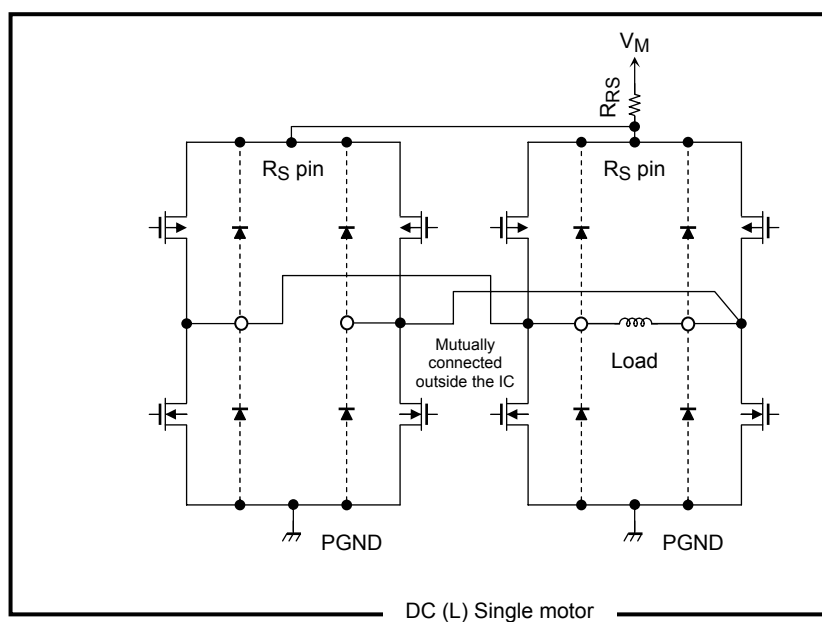 VM
RRS
RS pin
RS pin
Mutually
connected
outside the IC
Load
PGND
PGND
DC (L) Single motor